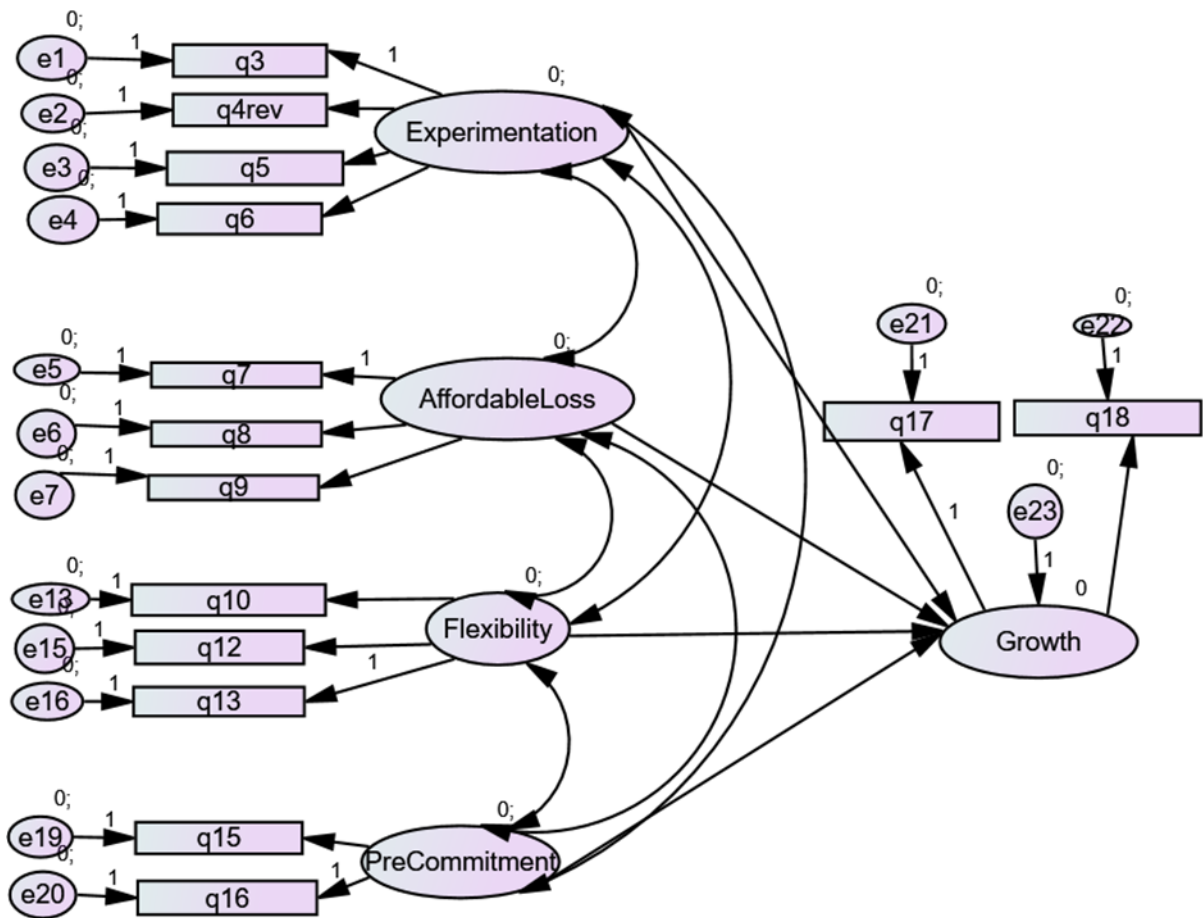 0;
e1
1
q3
1
0;
e2
1
q4rev
0;
e3
1
q5
0;
e4
1
q6
0;
Experimentation
0;
e5
1
q7
1
0;
e6
1
q8
0;
e7
1
q9
0;
AffordableLoss
0;
e13
1
q10
0;
e15
1
q12
0;
e16
1
q13
1
0;
Flexibility
0;
e19
1
q15
0;
e20
1
q16
1
0;
PreCommitment
0;
e21
1
q17
1
0;
e22
1
q18
0;
e23
1
0
Growth